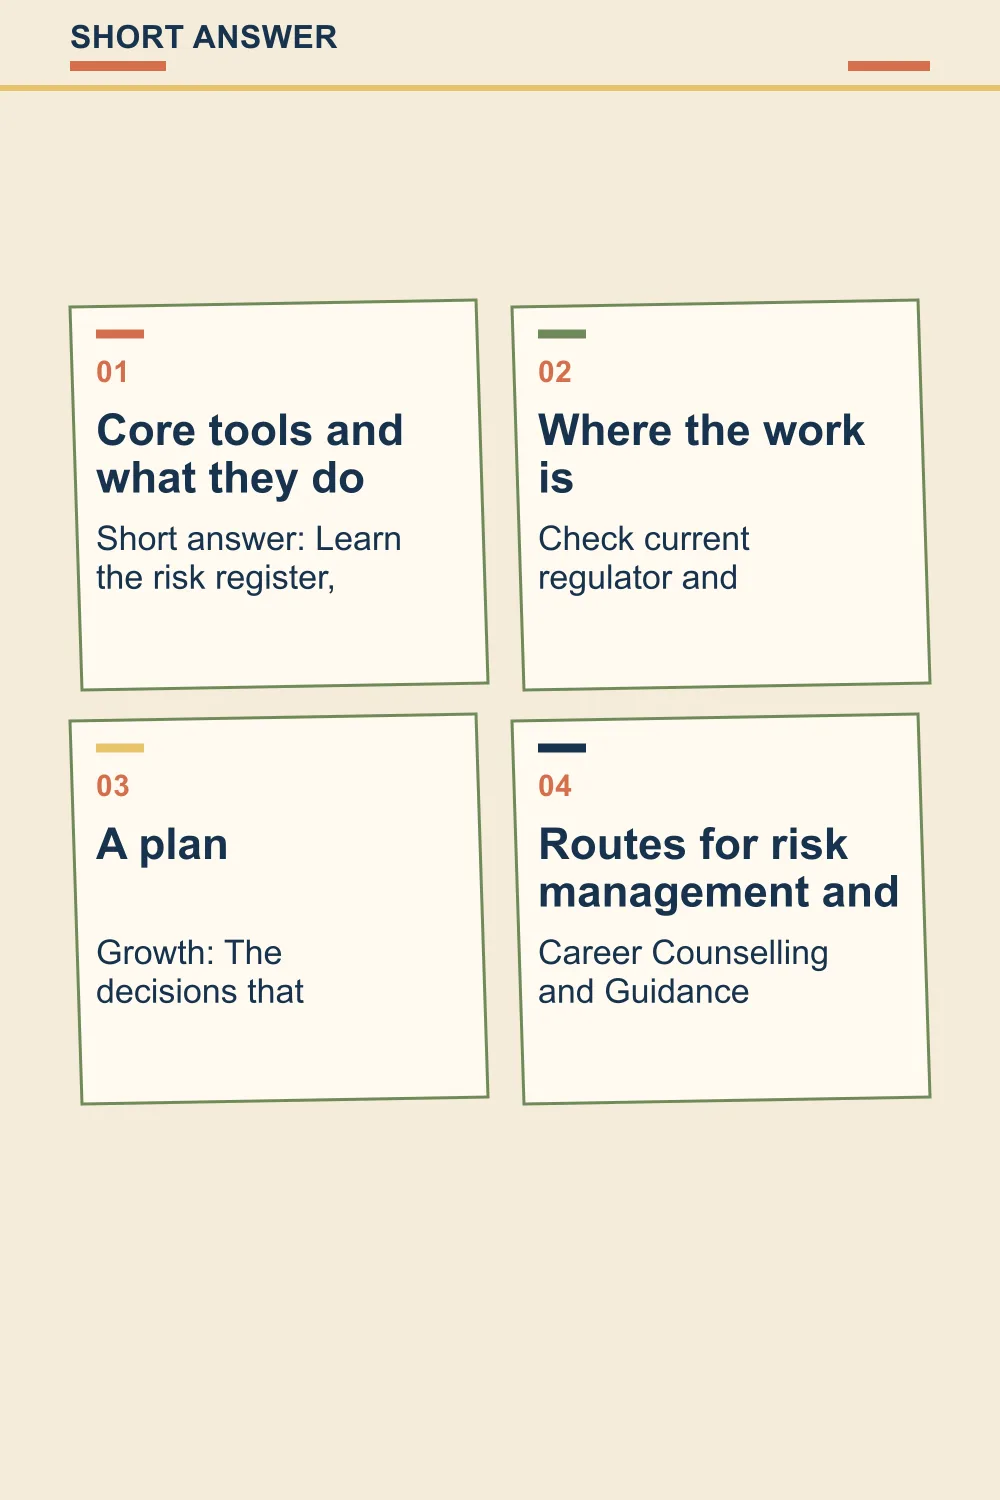 SHORT ANSWER
01
Core tools and
what they do
Short answer: Learn
the risk register,
02
Where the work
is
Check current
regulator and
03
A plan
Growth: The
decisions that
04
Routes for risk
management and
Career Counselling
and Guidance